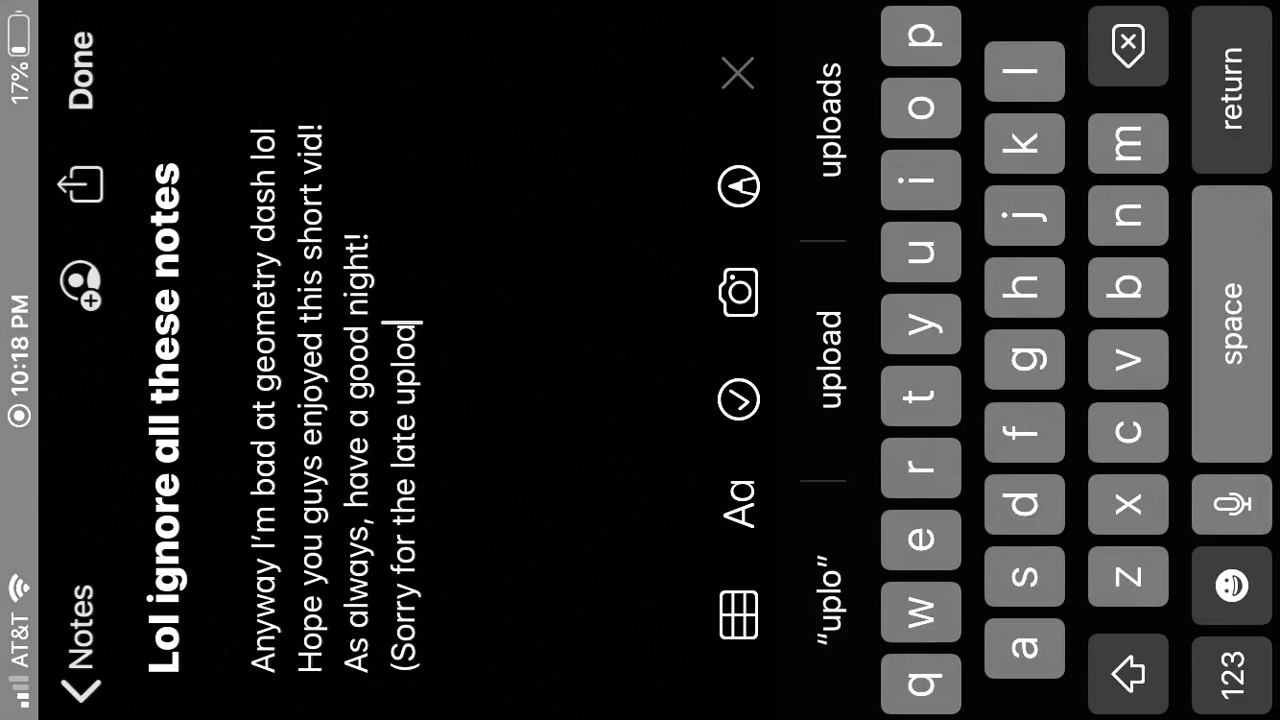 AT&T 10:18 PM 17%
Notes Done
Lol ignore all these notes
Anyway I'm bad at geometry dash lol
Hope you guys enjoyed this short vid!
As always, have a good night!
(Sorry for the late uplod
Aa
"uplo" upload uploads
q w e r t y u i o p
a s d f g h j k l
z x c v b n m
123 space return